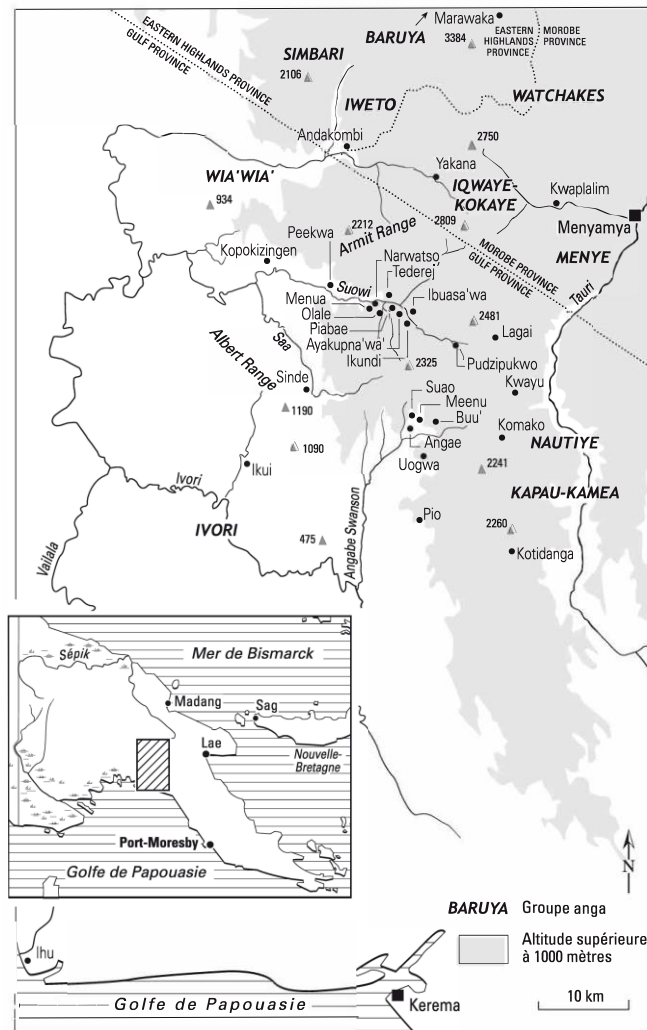 Marawaka
BARUYA
3384
EASTERN HIGHLANDS PROVINCE
MOROBE PROVINCE
EASTERN HIGHLANDS PROVINCE
GULF PROVINCE
SIMBARI
2106
IWETO
WATCHAKES
Andakombi
2750
Yakana
WIA'WIA'
IQWAYE-
KOKAYE
Kwaplalim
934
2212
2809
Menyamya
Armit Range
Peekwa
MOROBE PROVINCE
GULF PROVINCE
MENYE
Kopokizingen
Narwatso
Tederej
Suowi
Ibuasa'wa
Tauri
Menua
Olale
Piabae
Ayakupna'wa'
Ikundi
2481
Lagai
Saa
Albert Range
2325
Pudzipukwo
Sinde
Suao
Kwayu
Meenu
Buu'
1190
Komako
NAUTIYE
1090
Angae
Uogwa
Ikui
2241
Ivori
KAPAU-KAMEA
IVORI
Angabe Swanson
Pio
2260
475
Kotidanga
Vailala
Mer de Bismarck
Sépik
Madang
Sag
Lae
Nouvelle-
Bretagne
Port-Moresby
Golfe de Papouasie
N
BARUYA Groupe anga
Altitude supérieure
à 1000 mètres
Ihu
Golfe de Papouasie
Kerema
10 km